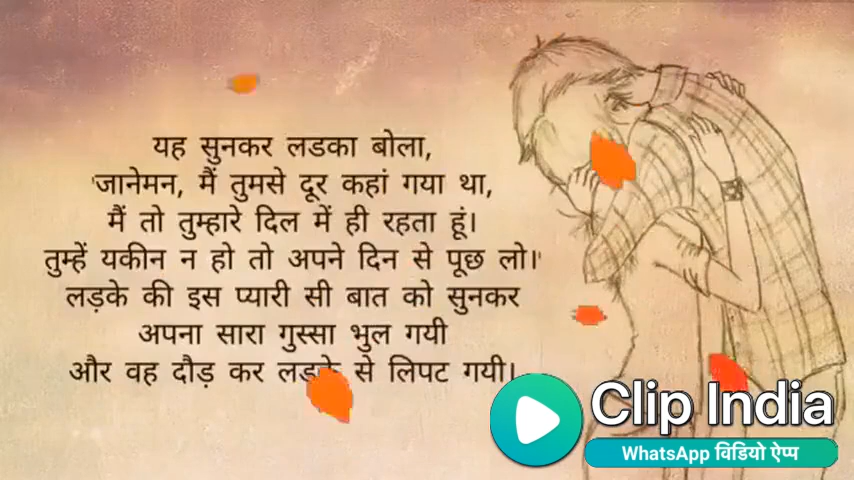 यह सुनकर लडका बोला,
'जानेमन, मैं तुमसे दूर कहां गया था,
मैं तो तुम्हारे दिल में ही रहता हूं।
तुम्हें यकीन न हो तो अपने दिन से पूछ लो।'
लड़के की इस प्यारी सी बात को सुनकर
अपना सारा गुस्सा भुल गयी
और वह दौड़ कर लडके से लिपट गयी।
Clip India
WhatsApp विडियो ऐप्प